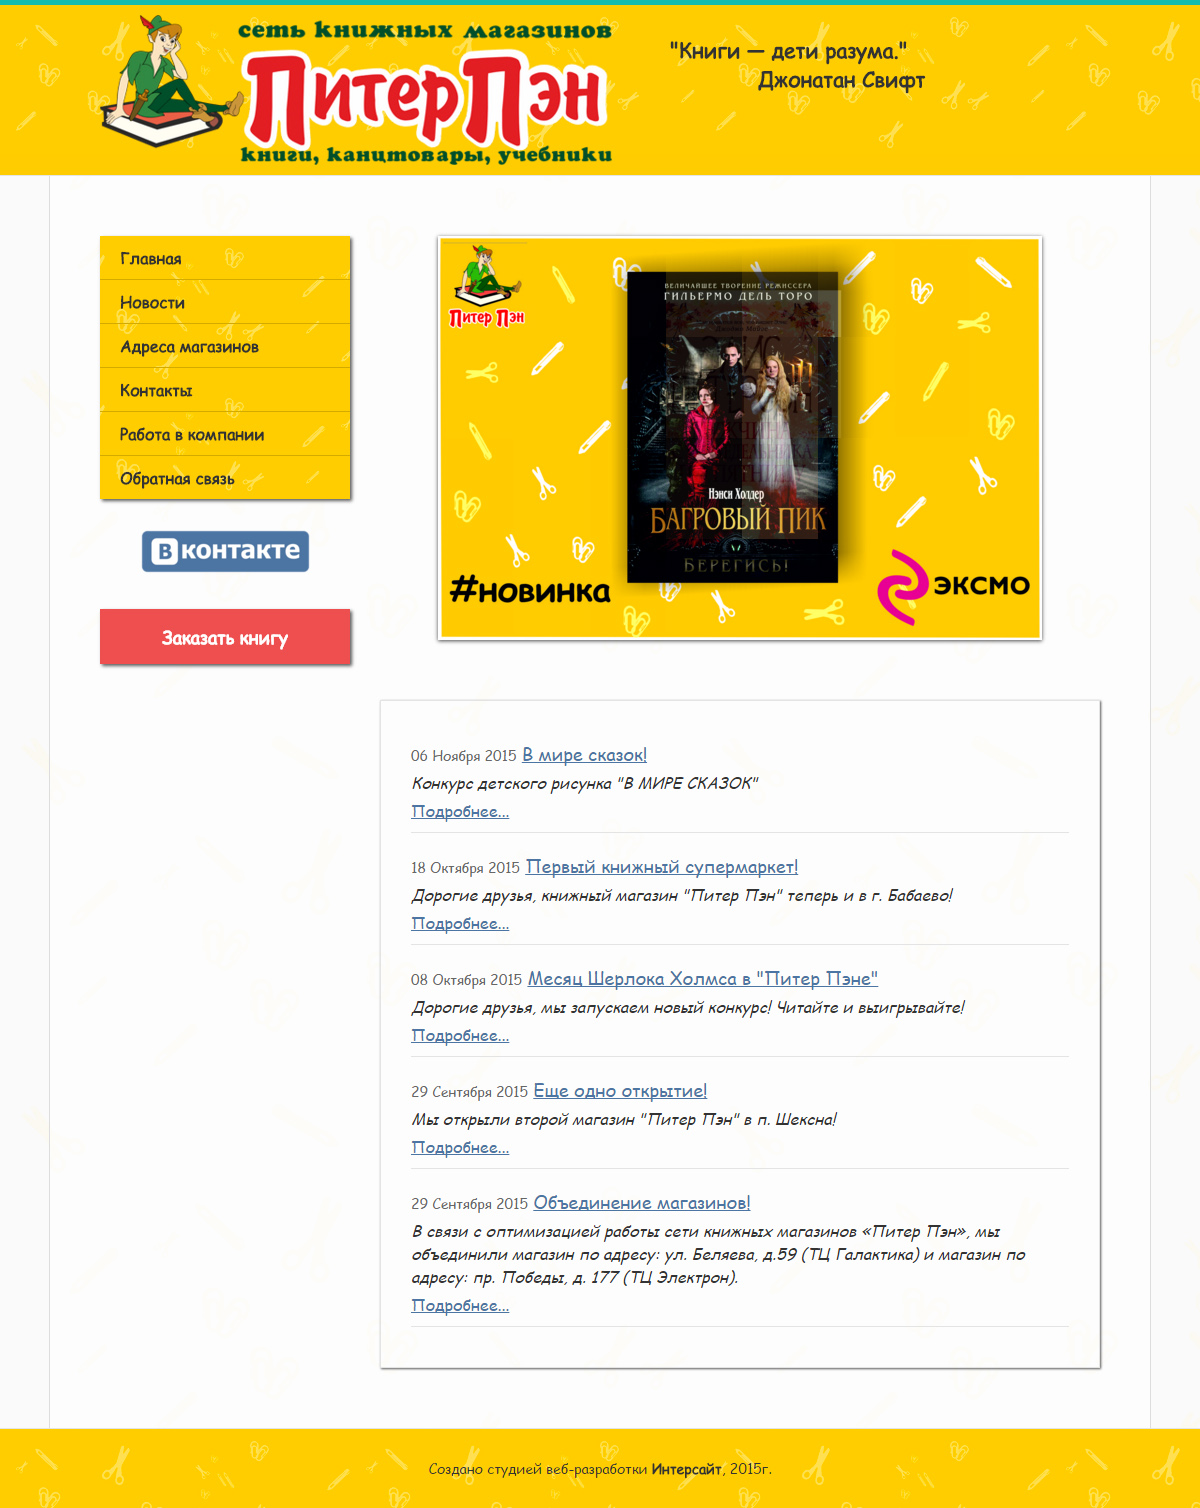 сеть книжных магазинов
Питер Пэн
книги, канцтовары, учебники
"Книги — дети разума."
Джонатан Свифт
Главная
Новости
Адреса магазинов
Контакты
Работа в компании
Обратная связь
В контакте
Заказать книгу
Питер Пэн
ВЕЛИЧАЙШЕЕ ТВОРЕНИЕ РЕЖИССЕРА
ГИЛЬЕРМО ДЕЛЬ ТОРО
Нэнси Холдер
БАГРОВЫЙ ПИК
БЕРЕГИСЬ!
#новинка
ЭКСМО
06 Ноября 2015 В мире сказок!
Конкурс детского рисунка "В МИРЕ СКАЗОК"
Подробнее...
18 Октября 2015 Первый книжный супермаркет!
Дорогие друзья, книжный магазин "Питер Пэн" теперь и в г. Бабаево!
Подробнее...
08 Октября 2015 Месяц Шерлока Холмса в "Питер Пэне"
Дорогие друзья, мы запускаем новый конкурс! Читайте и выигрывайте!
Подробнее...
29 Сентября 2015 Еще одно открытие!
Мы открыли второй магазин "Питер Пэн" в п. Шексна!
Подробнее...
29 Сентября 2015 Объединение магазинов!
В связи с оптимизацией работы сети книжных магазинов «Питер Пэн», мы
объединили магазин по адресу: ул. Беляева, д.59 (ТЦ Галактика) и магазин по
адресу: пр. Победы, д. 177 (ТЦ Электрон).
Подробнее...
Создано студией веб-разработки Интерсайт, 2015г.